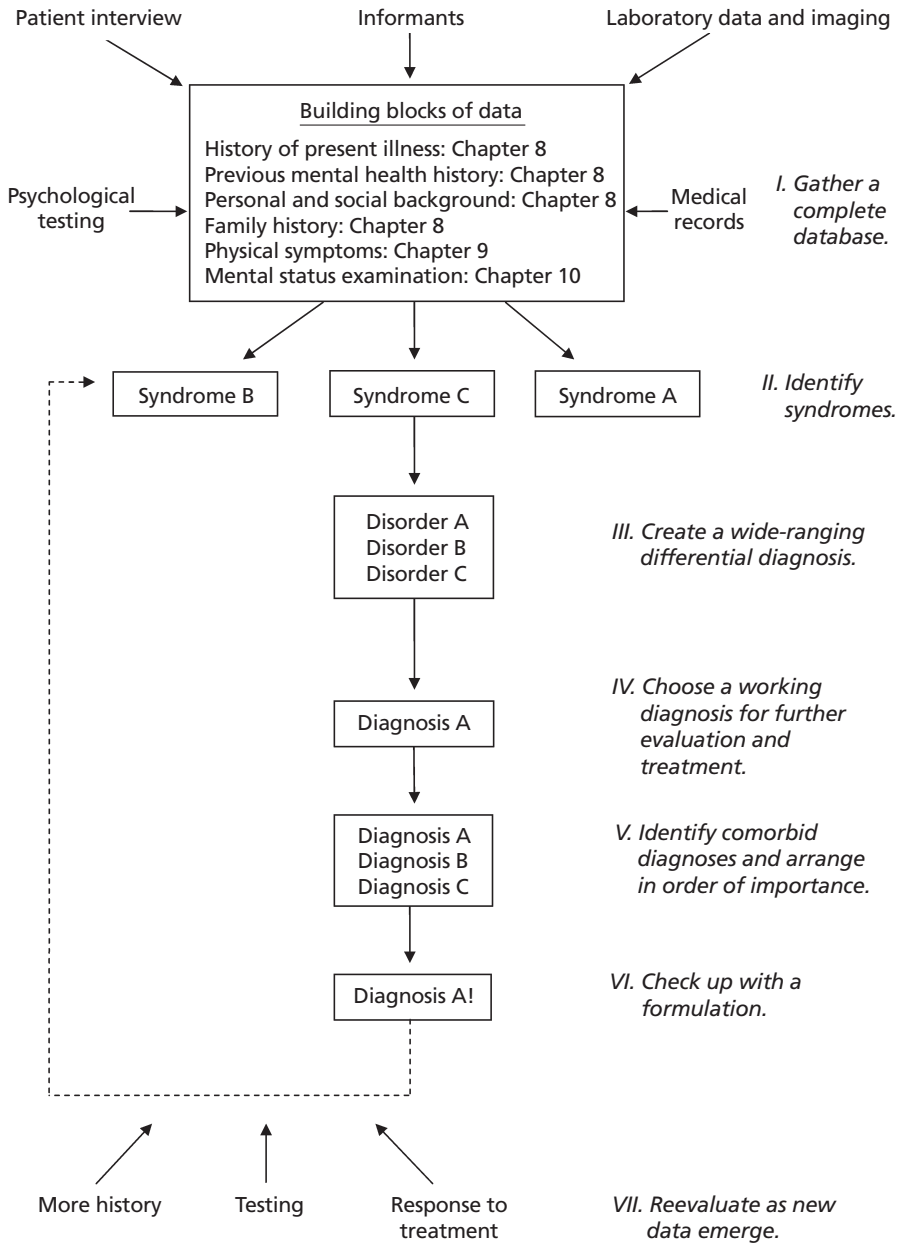 Patient interview
Informants
Laboratory data and imaging
Building blocks of data
History of present illness: Chapter 8
Previous mental health history: Chapter 8
Personal and social background: Chapter 8
Family history: Chapter 8
Physical symptoms: Chapter 9
Mental status examination: Chapter 10
Psychological
testing
Medical
records
I. Gather a
complete
database.
Syndrome B
Syndrome C
Syndrome A
II. Identify
syndromes.
Disorder A
Disorder B
Disorder C
III. Create a wide-ranging
differential diagnosis.
Diagnosis A
IV. Choose a working
diagnosis for further
evaluation and
treatment.
Diagnosis A
Diagnosis B
Diagnosis C
V. Identify comorbid
diagnoses and arrange
in order of importance.
Diagnosis A!
VI. Check up with a
formulation.
More history
Testing
Response to
treatment
VII. Reevaluate as new
data emerge.